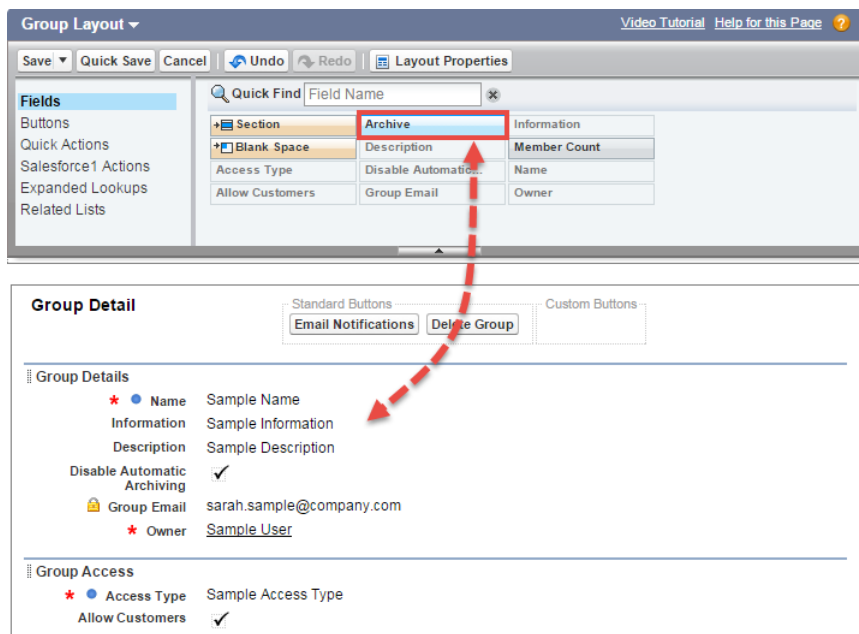 Group Layout Video Tutorial Help for this Page ?
Save Quick Save Cancel Undo Redo Layout Properties
Quick Find Field Name
Fields
Buttons
Quick Actions
Salesforce1 Actions
Expanded Lookups
Related Lists
Section Archive Information
Blank Space Description Member Count
Access Type Disable Automatic... Name
Allow Customers Group Email Owner
Group Detail
Standard Buttons
Email Notifications Delete Group
Custom Buttons
Group Details
* Name Sample Name
Information Sample Information
Description Sample Description
Disable Automatic
Archiving
Group Email sarah.sample@company.com
* Owner Sample User
Group Access
* Access Type Sample Access Type
Allow Customers